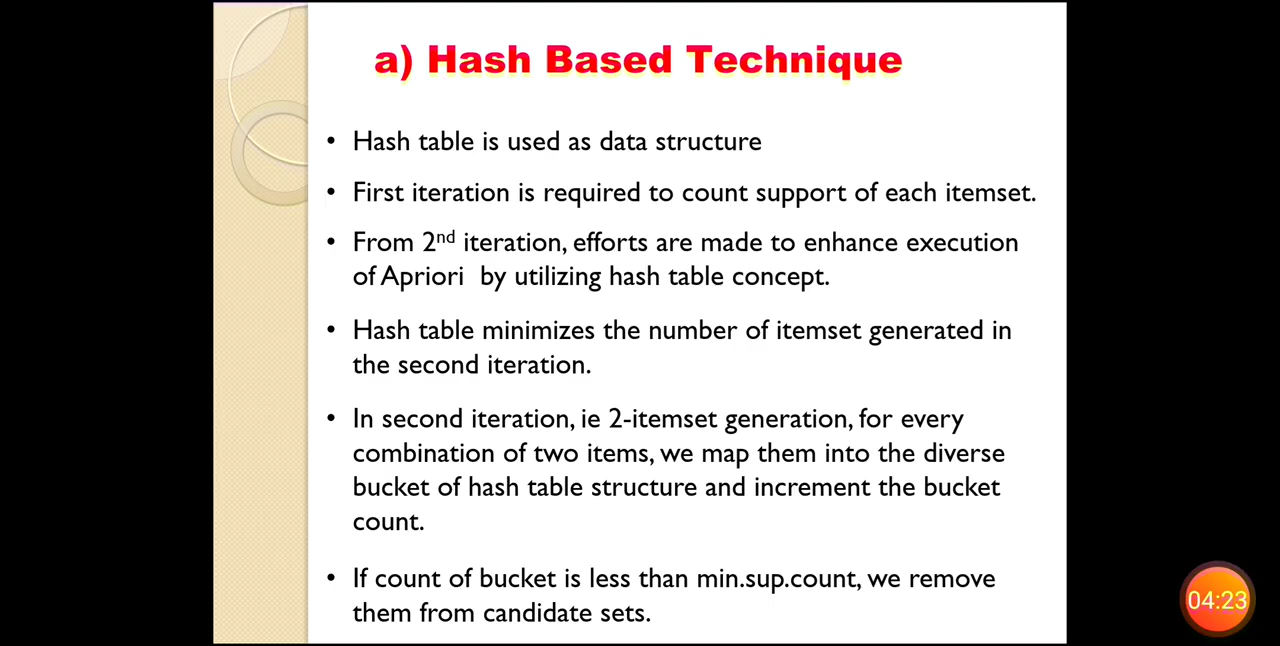 a) Hash Based Technique
• Hash table is used as data structure
• First iteration is required to count support of each itemset.
• From 2nd iteration, efforts are made to enhance execution
of Apriori by utilizing hash table concept.
• Hash table minimizes the number of itemset generated in
the second iteration.
• In second iteration, ie 2-itemset generation, for every
combination of two items, we map them into the diverse
bucket of hash table structure and increment the bucket
count.
• If count of bucket is less than min.sup.count, we remove
them from candidate sets.
04:23